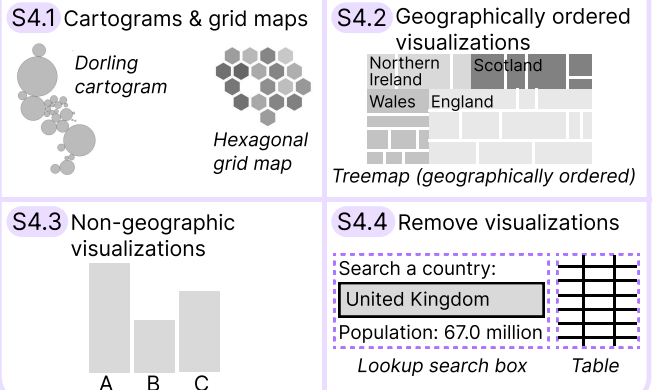 S4.1 Cartograms & grid maps
Dorling
cartogram
Hexagonal
grid map
S4.2 Geographically ordered
visualizations
Northern
Ireland
Scotland
Wales
England
Treemap (geographically ordered)
S4.3 Non-geographic
visualizations
A B C
S4.4 Remove visualizations
Search a country:
United Kingdom
Population: 67.0 million
Lookup search box
Table